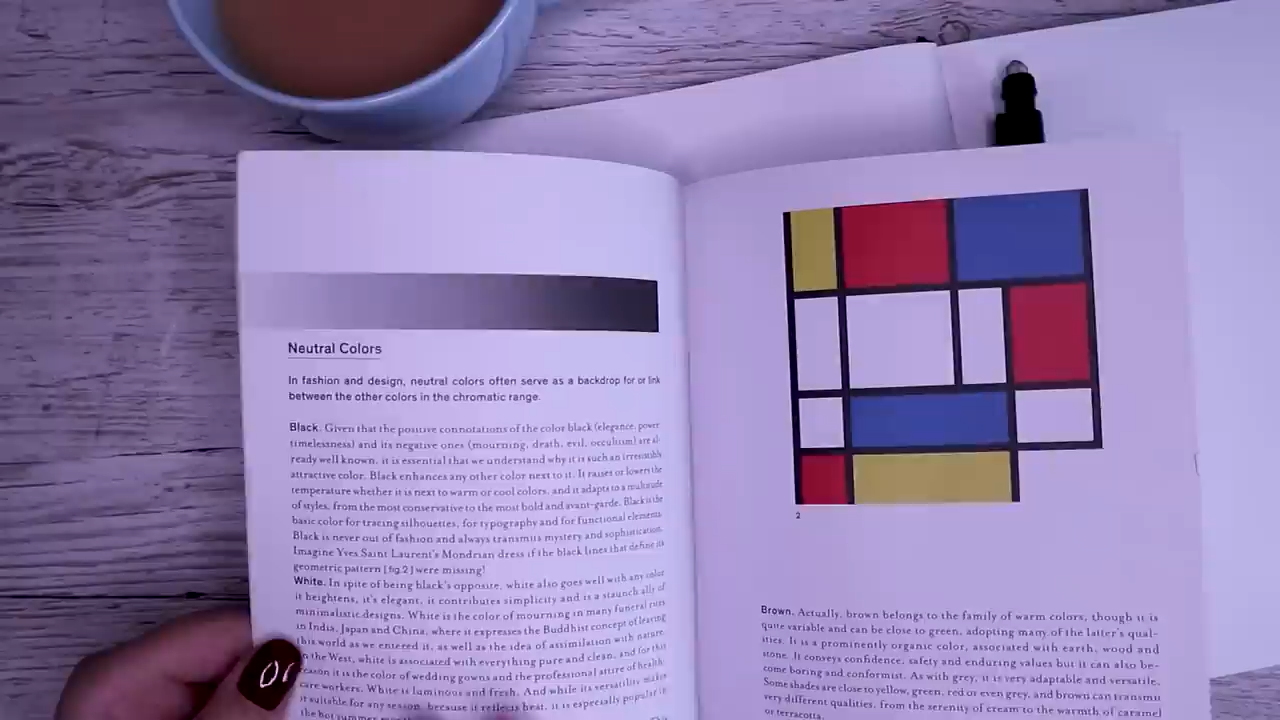 Neutral Colors
In fashion and design, neutral colors often serve as a backdrop for or link
between the other colors in the chromatic range.
Black. Given that the positive connotations of the color black (elegance, power
timelessness) and its negative ones (mourning, death, evil, occultism) are al-
ready well known, it is essential that we understand why it is such an irresistibly
attractive color. Black enhances any other color next to it. It raises or lowers the
temperature whether it is next to warm or cool colors, and it adapts to a multitude
of styles, from the most conservative to the most bold and avant-garde. Black is the
basic color for tracing silhouettes, for typography and for functional elements.
Black is never out of fashion and always transmits mystery and sophistication.
Imagine Yves Saint Laurent's Mondrian dress if the black lines that define its
geometric pattern [fig.2] were missing!
White. In spite of being black's opposite, white also goes well with any color
it heightens, it's elegant, it contributes simplicity and is a staunch ally of
minimalistic designs. White is the color of mourning in many funeral rites
in India, Japan and China, where it expresses the Buddhist concept of leaving
this world as we entered it, as well as the idea of assimilation with nature.
In the West, white is associated with everything pure and clean, and for this
reason it is the color of wedding gowns and the professional attire of health-
care workers. White is luminous and fresh. And while its versatility makes
it suitable for any season, because it reflects heat, it is especially popular in
the hot summer
2
Brown. Actually, brown belongs to the family of warm colors, though it is
quite variable and can be close to green, adopting many of the latter's qual-
ities. It is a prominently organic color, associated with earth, wood and
stone. It conveys confidence, safety and enduring values but it can also be-
come boring and conformist. As with grey, it is very adaptable and versatile.
Some shades are close to yellow, green, red or even grey, and brown can transmit
very different qualities, from the serenity of cream to the warmth of caramel
or terracotta.